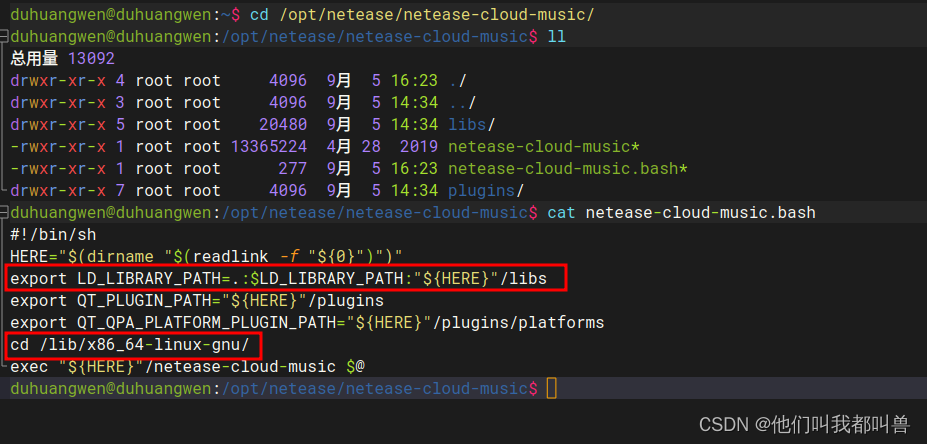 duhuangwen@duhuangwen:~$ cd /opt/netease/netease-cloud-music/
duhuangwen@duhuangwen:/opt/netease/netease-cloud-music$ ll
总用量 13092
drwxr-xr-x 4 root root     4096  9月  5 16:23 ./
drwxr-xr-x 3 root root     4096  9月  5 14:34 ../
drwxr-xr-x 5 root root    20480  9月  5 14:34 libs/
-rwxr-xr-x 1 root root 13365224  4月 28  2019 netease-cloud-music*
-rwxr-xr-x 1 root root      277  9月  5 16:23 netease-cloud-music.bash*
drwxr-xr-x 7 root root     4096  9月  5 14:34 plugins/
duhuangwen@duhuangwen:/opt/netease/netease-cloud-music$ cat netease-cloud-music.bash
#!/bin/sh
HERE="$(dirname "$(readlink -f "${0}")")"
export LD_LIBRARY_PATH=.:$LD_LIBRARY_PATH:"${HERE}"/libs
export QT_PLUGIN_PATH="${HERE}"/plugins
export QT_QPA_PLATFORM_PLUGIN_PATH="${HERE}"/plugins/platforms
cd /lib/x86_64-linux-gnu/
exec "${HERE}"/netease-cloud-music $@
duhuangwen@duhuangwen:/opt/netease/netease-cloud-music$
CSDN @他们叫我都叫兽